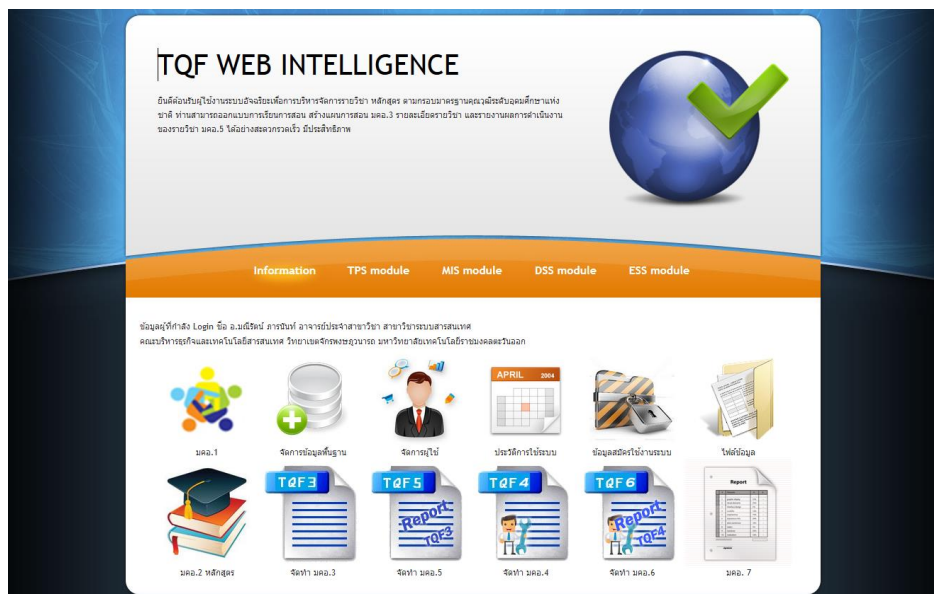 TQF WEB INTELLIGENCE
ยินดีต้อนรับผู้ใช้งานระบบอัจฉริยะเพื่อการบริหารจัดการรายวิชา หลักสูตร ตามกรอบมาตรฐานคุณวุฒิระดับอุดมศึกษาแห่ง
ชาติ ท่านสามารถออกแบบการเรียนการสอน สร้างแผนการสอน มคอ.3 รายละเอียดรายวิชา และรายงานผลการดำเนินงาน
ของรายวิชา มคอ.5 ได้อย่างสะดวกรวดเร็ว มีประสิทธิภาพ
Information TPS module MIS module DSS module ESS module
ข้อมูลผู้ที่กำลัง Login ชื่อ อ.มณีรัตน์ ภารนันท์ อาจารย์ประจำสาขาวิชา สาขาวิชาระบบสารสนเทศ
คณะบริหารธุรกิจและเทคโนโลยีสารสนเทศ วิทยาเขตจักรพงษภูวนารถ มหาวิทยาลัยเทคโนโลยีราชมงคลตะวันออก
APRIL 2004
มคอ.1 จัดการข้อมูลพื้นฐาน จัดการผู้ใช้ ประวัติการใช้ระบบ ข้อมูลสมัครใช้งานระบบ ไฟล์ข้อมูล
TQF3 TQF5 TQF4 TQF6 Report
Report Report
TQF3 TQF4
มคอ.2 หลักสูตร จัดทำ มคอ.3 จัดทำ มคอ.5 จัดทำ มคอ.4 จัดทำ มคอ.6 มคอ. 7